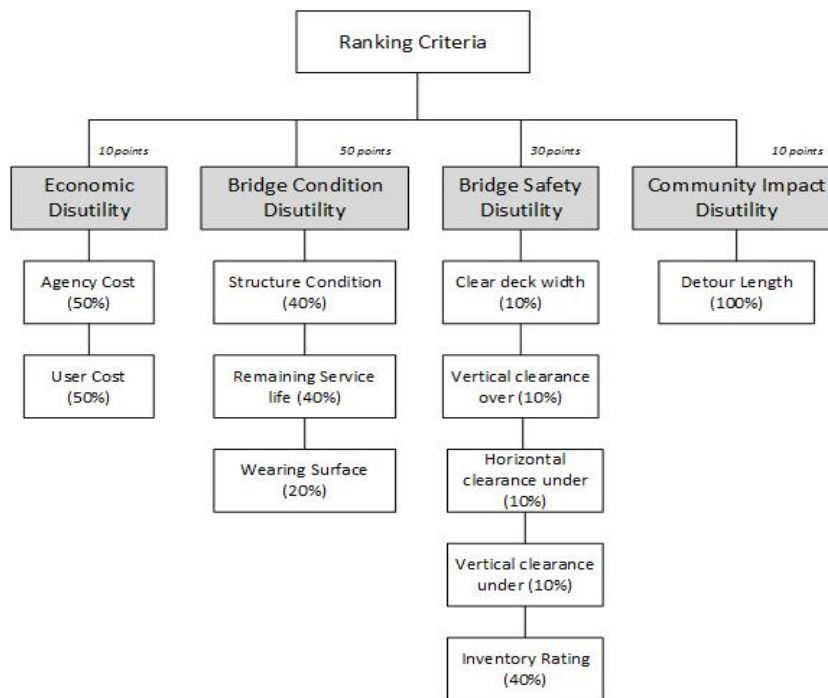 Ranking Criteria
10 points
50 points
30 points
10 points
Economic
Disutility
Bridge Condition
Disutility
Bridge Safety
Disutility
Community Impact
Disutility
Agency Cost
(50%)
Structure Condition
(40%)
Clear deck width
(10%)
Detour Length
(100%)
User Cost
(50%)
Remaining Service
life (40%)
Vertical clearance
over (10%)
Wearing Surface
(20%)
Horizontal
clearance under
(10%)
Vertical clearance
under (10%)
Inventory Rating
(40%)